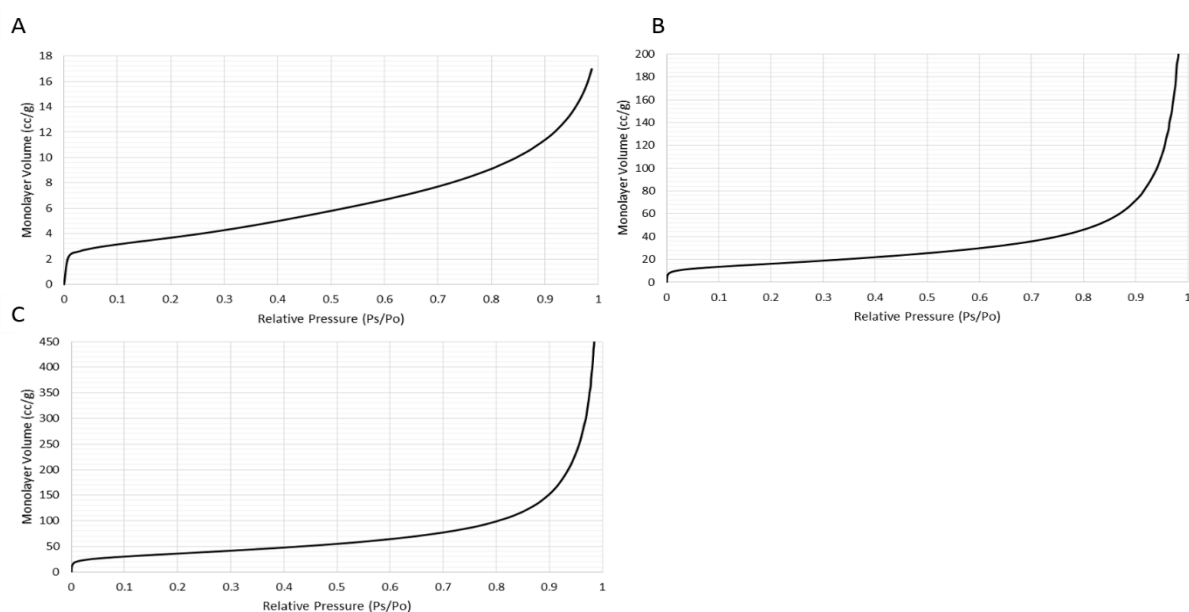 A
Monolayer Volume (cc/g)
18
16
14
12
10
8
6
4
2
0
0 0.1 0.2 0.3 0.4 0.5 0.6 0.7 0.8 0.9 1
Relative Pressure (Ps/Po)
B
Monolayer Volume (cc/g)
200
180
160
140
120
100
80
60
40
20
0
0 0.1 0.2 0.3 0.4 0.5 0.6 0.7 0.8 0.9 1
Relative Pressure (Ps/Po)
C
Monolayer Volume (cc/g)
450
400
350
300
250
200
150
100
50
0
0 0.1 0.2 0.3 0.4 0.5 0.6 0.7 0.8 0.9 1
Relative Pressure (Ps/Po)